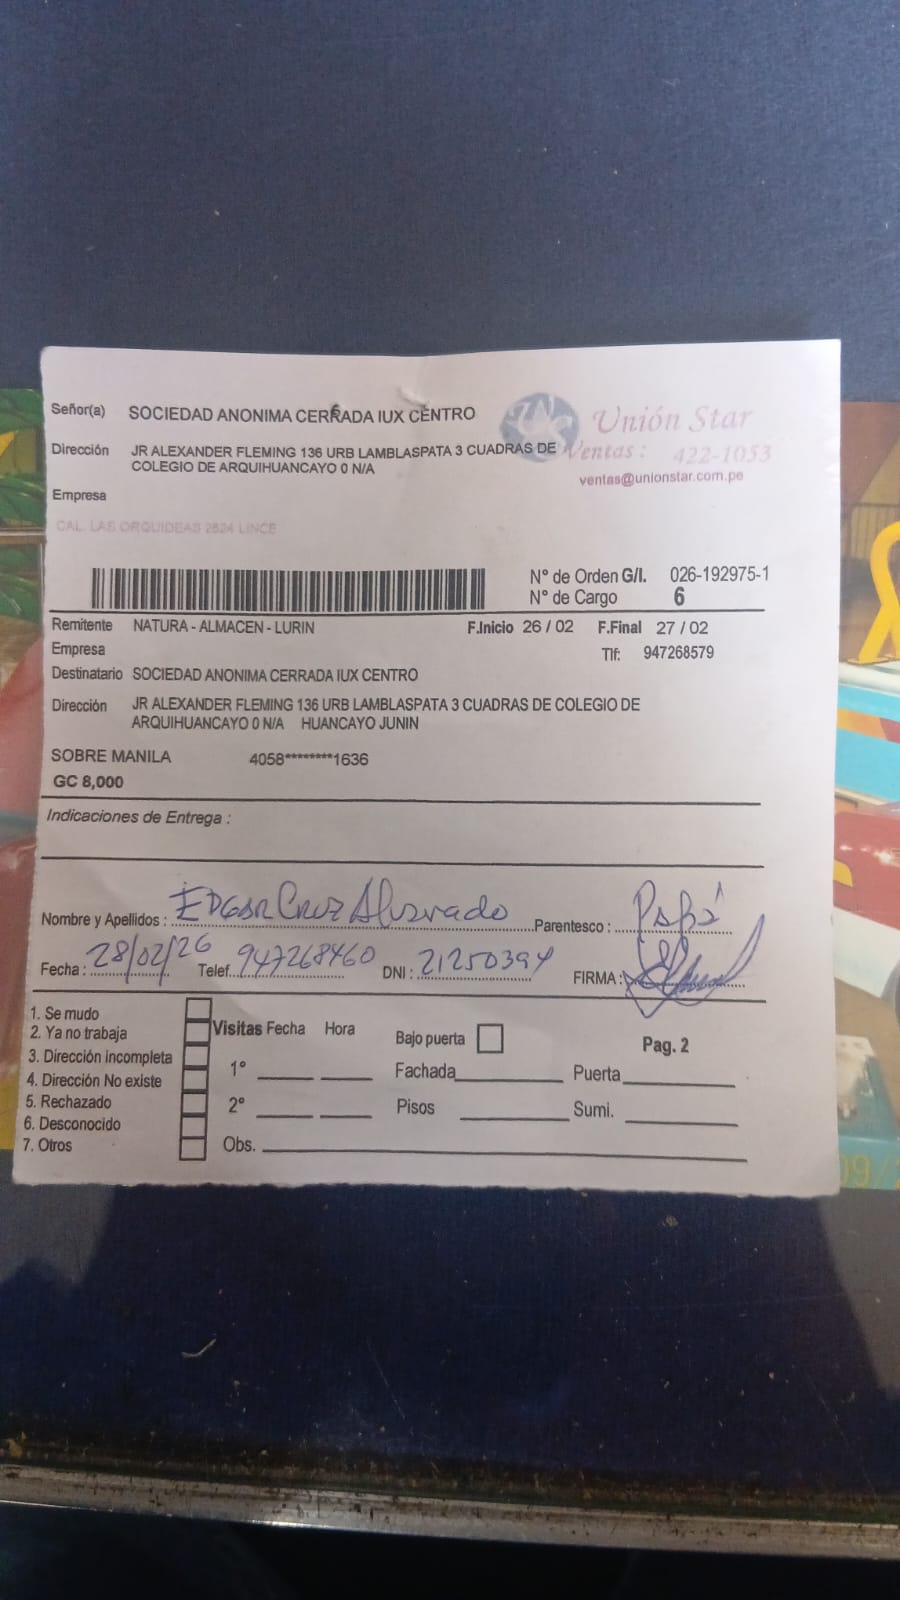 Señor(a) SOCIEDAD ANONIMA CERRADA IUX CENTRO
Unión Star
Dirección JR ALEXANDER FLEMING 136 URB LAMBLASPATA 3 CUADRAS DE
COLEGIO DE ARQUIHUANCAYO 0 N/A
Ventas: 422-1053
ventas@unionstar.com.pe
Empresa
CAL. LAS ORQUIDEAS 2624 LINCE
N° de Orden G/I. 026-192975-1
N° de Cargo 6
Remitente NATURA - ALMACEN - LURIN F.Inicio 26 / 02 F.Final 27 / 02
Empresa Tlf: 947268579
Destinatario SOCIEDAD ANONIMA CERRADA IUX CENTRO
Dirección JR ALEXANDER FLEMING 136 URB LAMBLASPATA 3 CUADRAS DE COLEGIO DE
ARQUIHUANCAYO 0 N/A HUANCAYO JUNIN
SOBRE MANILA 4058********1636
GC 8,000
Indicaciones de Entrega :
Nombre y Apellidos : EDGAR CRUZ Alvarado Parentesco : Papá
Fecha : 28/02/26 Telef. 947268460 DNI : 21250394 FIRMA :
1. Se mudo
2. Ya no trabaja
3. Dirección incompleta
4. Dirección No existe
5. Rechazado
6. Desconocido
7. Otros
Visitas Fecha Hora
1°
2°
Obs.
Bajo puerta
Pag. 2
Fachada Puerta
Pisos Sumi.
09/